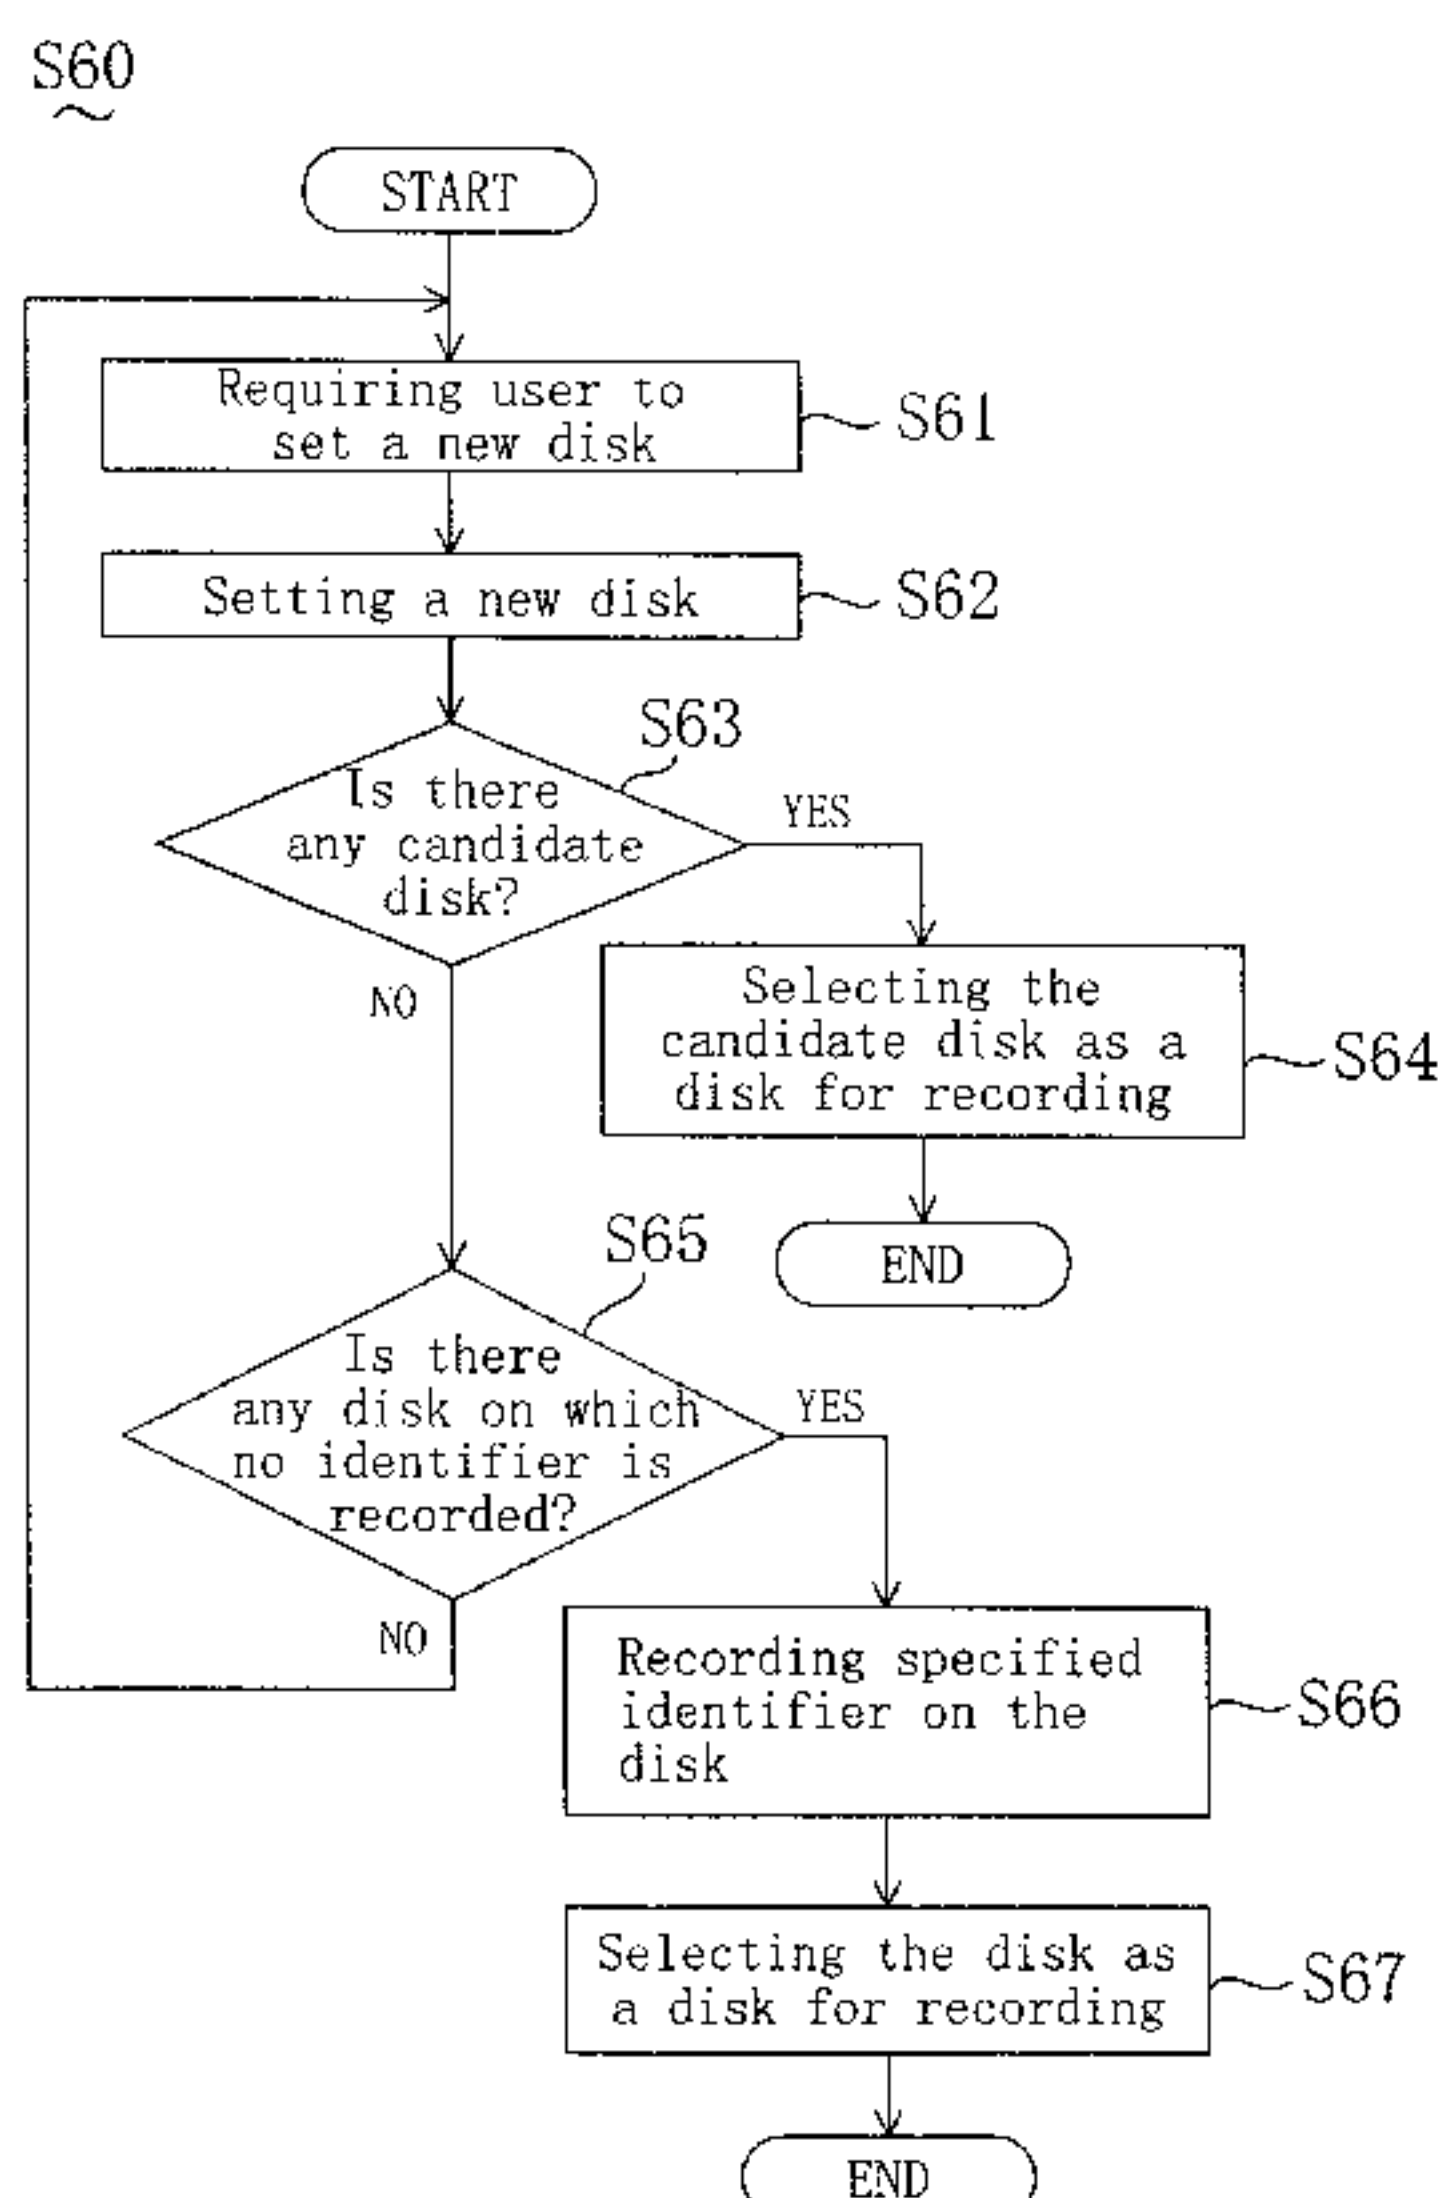 S60
START
Requiring user to
set a new disk
S61
Setting a new disk
S62
S63
Is there
any candidate
disk?
YES
NO
Selecting the
candidate disk as a
disk for recording
S64
END
S65
Is there
any disk on which
no identifier is
recorded?
YES
NO
Recording specified
identifier on the
disk
S66
Selecting the disk as
a disk for recording
S67
END